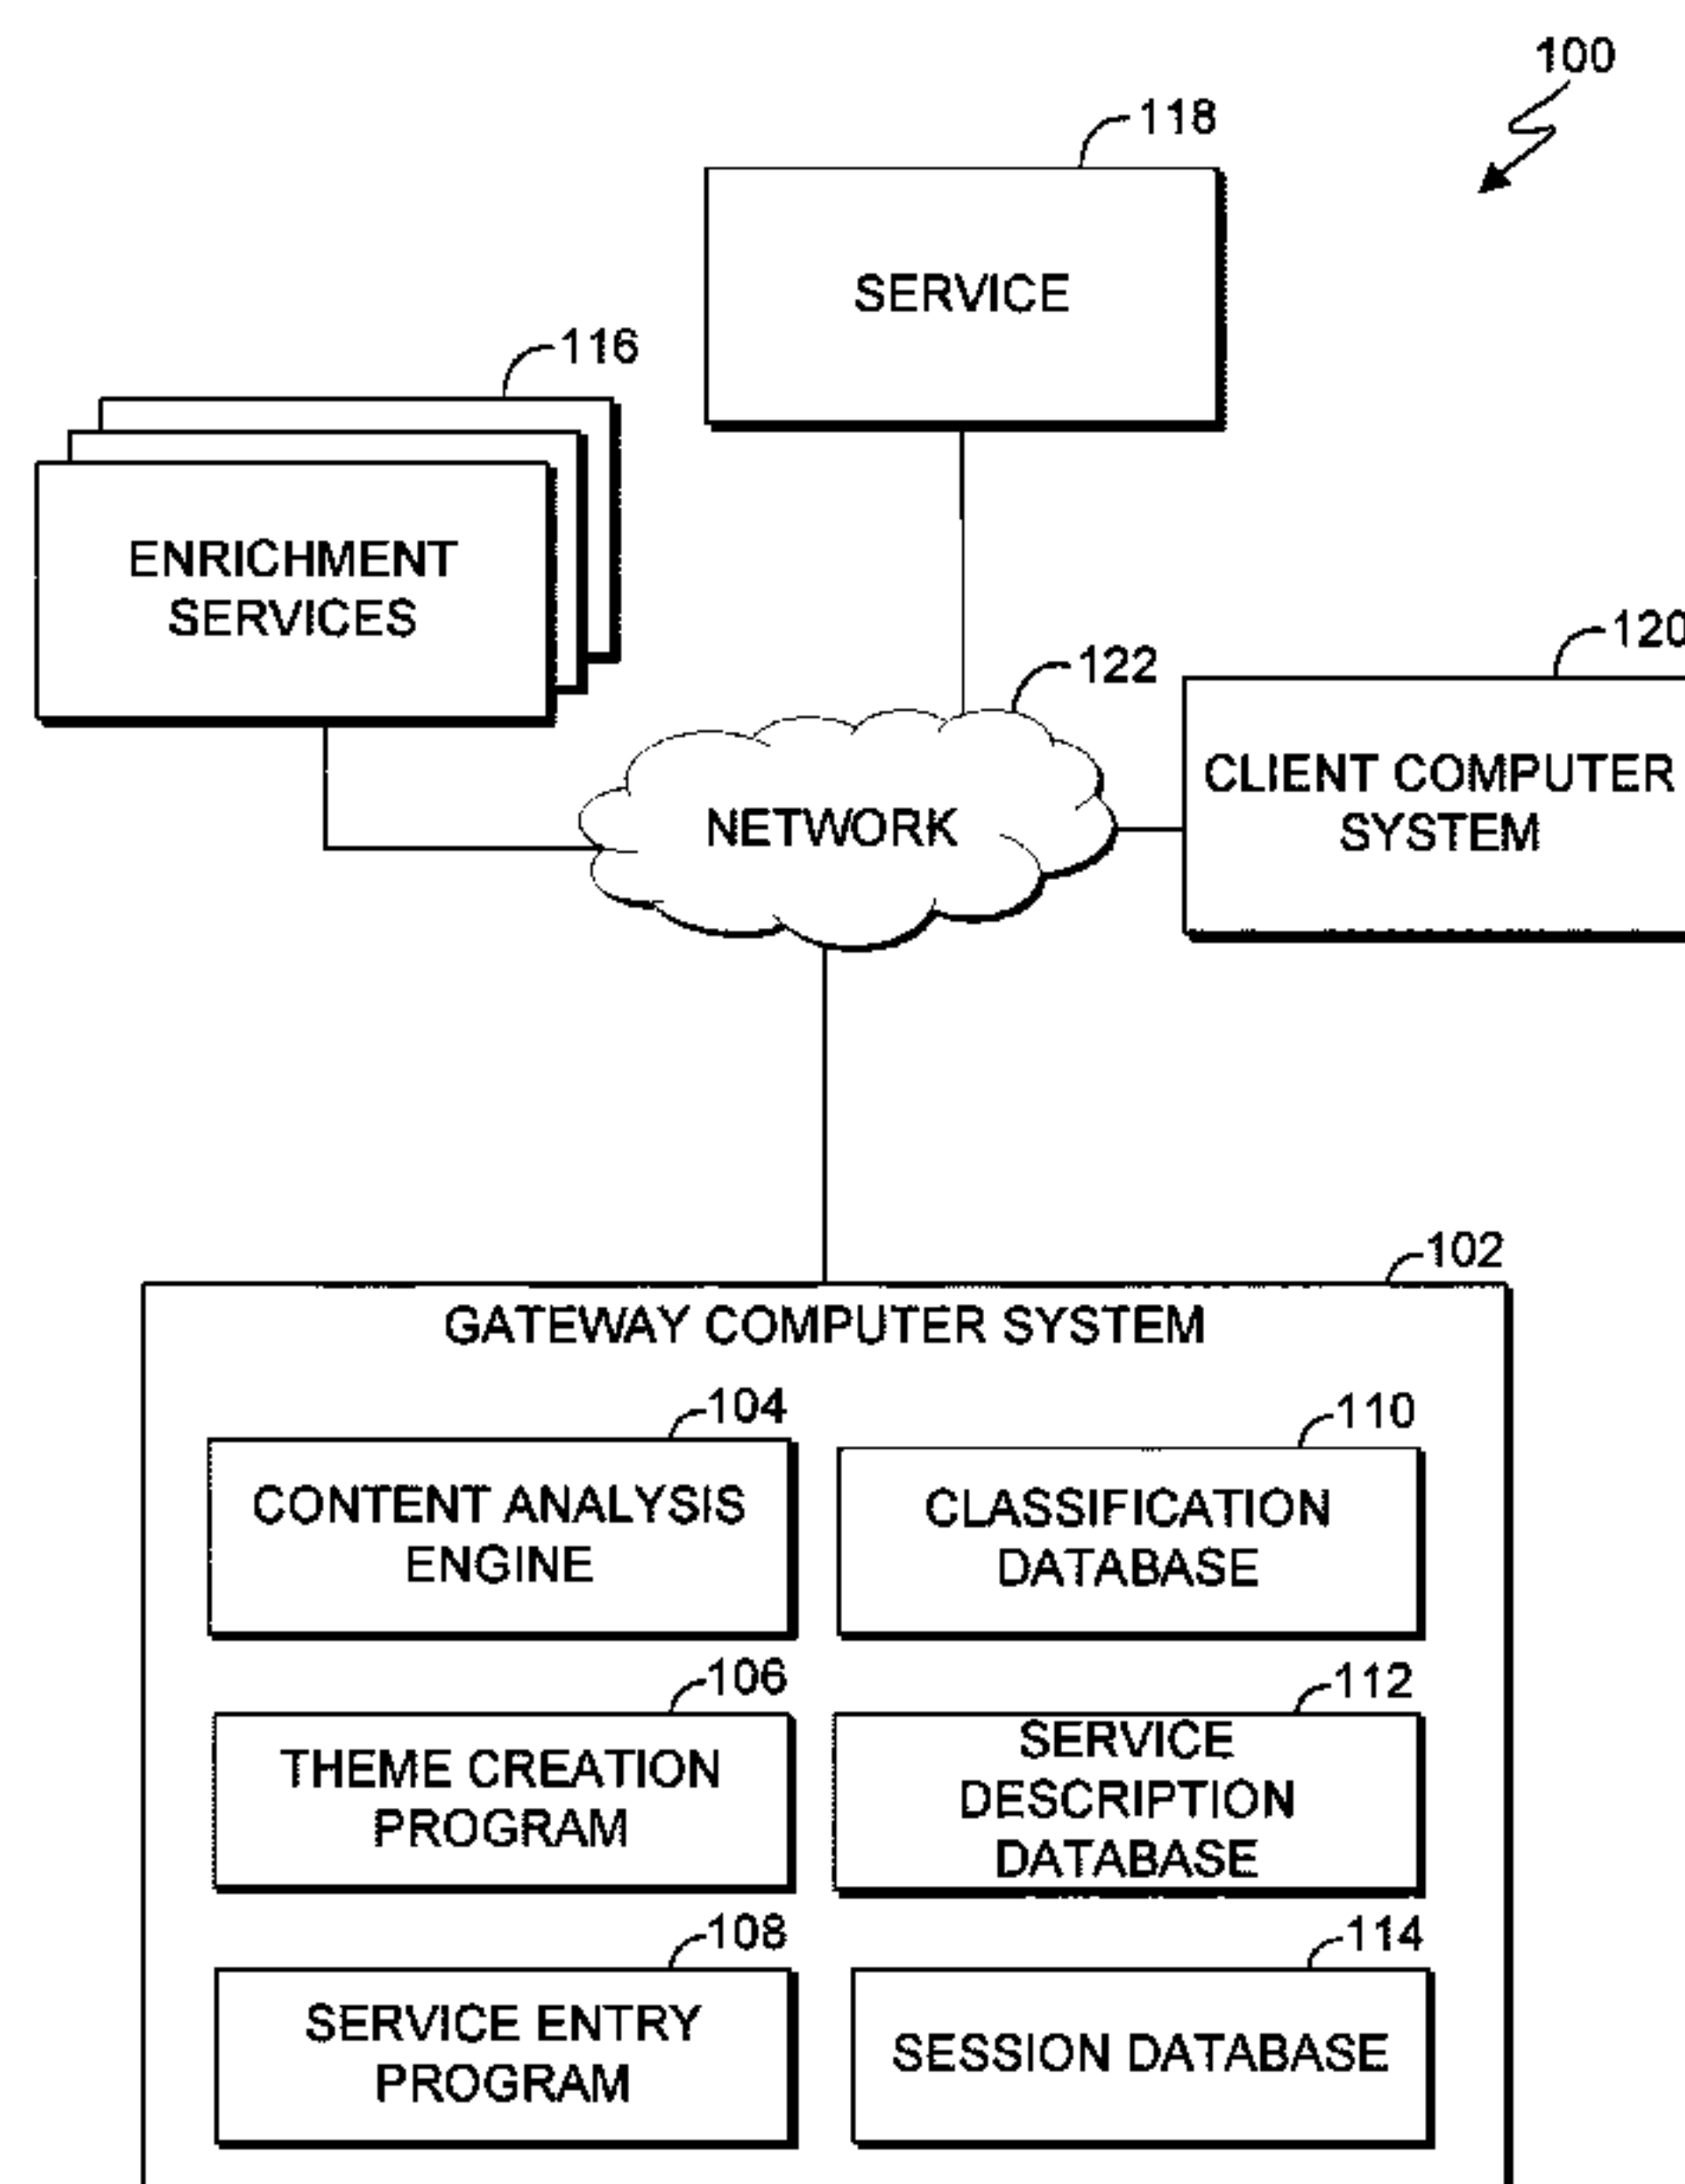 100
118
SERVICE
116
ENRICHMENT
SERVICES
120
122
CLIENT COMPUTER
SYSTEM
NETWORK
102
GATEWAY COMPUTER SYSTEM
104
110
CONTENT ANALYSIS
ENGINE
CLASSIFICATION
DATABASE
106
112
THEME CREATION
PROGRAM
SERVICE
DESCRIPTION
DATABASE
108
114
SERVICE ENTRY
PROGRAM
SESSION DATABASE